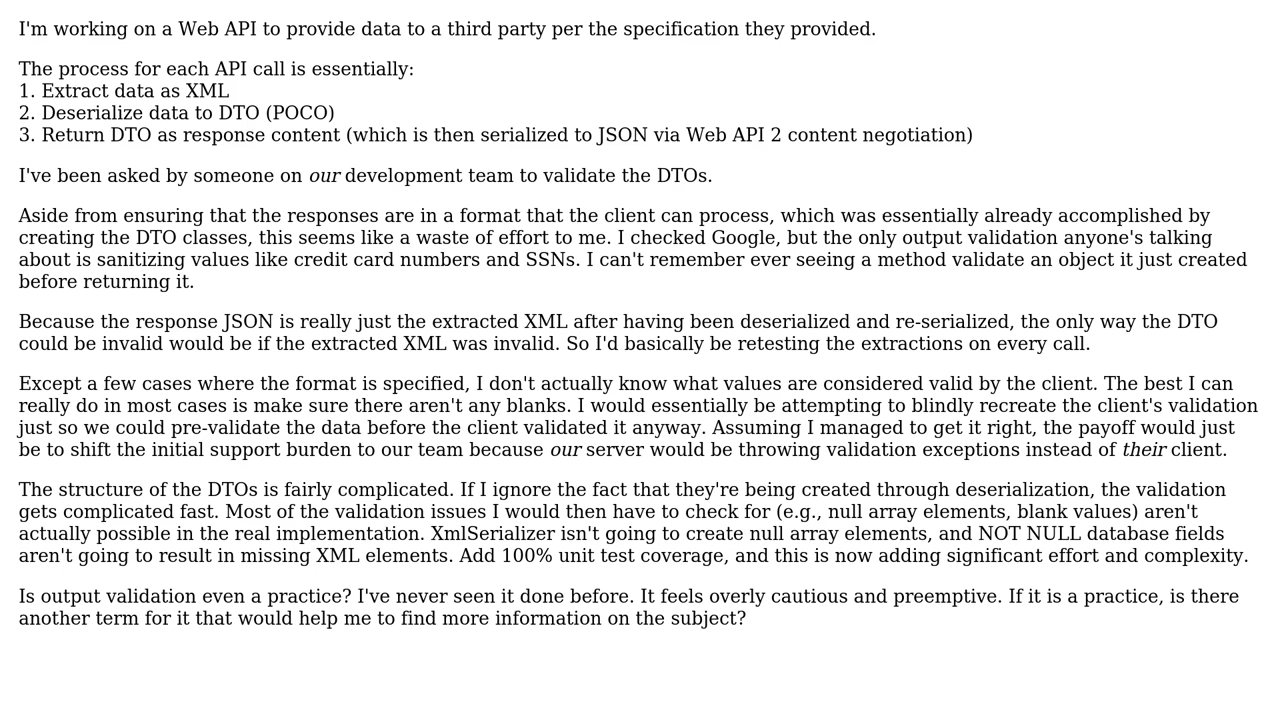 I'm working on a Web API to provide data to a third party per the specification they provided.
The process for each API call is essentially:
1. Extract data as XML
2. Deserialize data to DTO (POCO)
3. Return DTO as response content (which is then serialized to JSON via Web API 2 content negotiation)
I've been asked by someone on our development team to validate the DTOs.
Aside from ensuring that the responses are in a format that the client can process, which was essentially already accomplished by
creating the DTO classes, this seems like a waste of effort to me. I checked Google, but the only output validation anyone's talking
about is sanitizing values like credit card numbers and SSNs. I can't remember ever seeing a method validate an object it just created
before returning it.
Because the response JSON is really just the extracted XML after having been deserialized and re-serialized, the only way the DTO
could be invalid would be if the extracted XML was invalid. So I'd basically be retesting the extractions on every call.
Except a few cases where the format is specified, I don't actually know what values are considered valid by the client. The best I can
really do in most cases is make sure there aren't any blanks. I would essentially be attempting to blindly recreate the client's validation
just so we could pre-validate the data before the client validated it anyway. Assuming I managed to get it right, the payoff would just
be to shift the initial support burden to our team because our server would be throwing validation exceptions instead of their client.
The structure of the DTOs is fairly complicated. If I ignore the fact that they're being created through deserialization, the validation
gets complicated fast. Most of the validation issues I would then have to check for (e.g., null array elements, blank values) aren't
actually possible in the real implementation. XmlSerializer isn't going to create null array elements, and NOT NULL database fields
aren't going to result in missing XML elements. Add 100% unit test coverage, and this is now adding significant effort and complexity.
Is output validation even a practice? I've never seen it done before. It feels overly cautious and preemptive. If it is a practice, is there
another term for it that would help me to find more information on the subject?